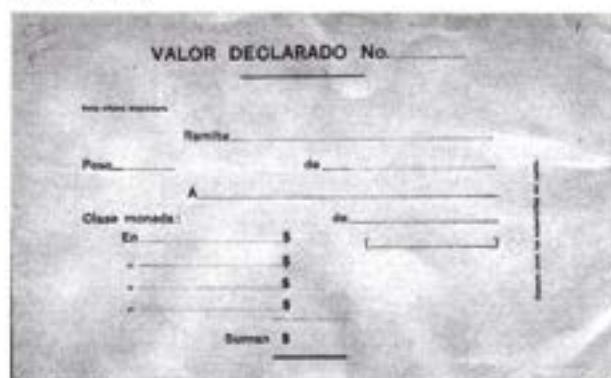 VALOR DECLARADO No.
Remite
Peso de
A
Clase moneda: de
En $
„ $
„ $
„ $
Suman $